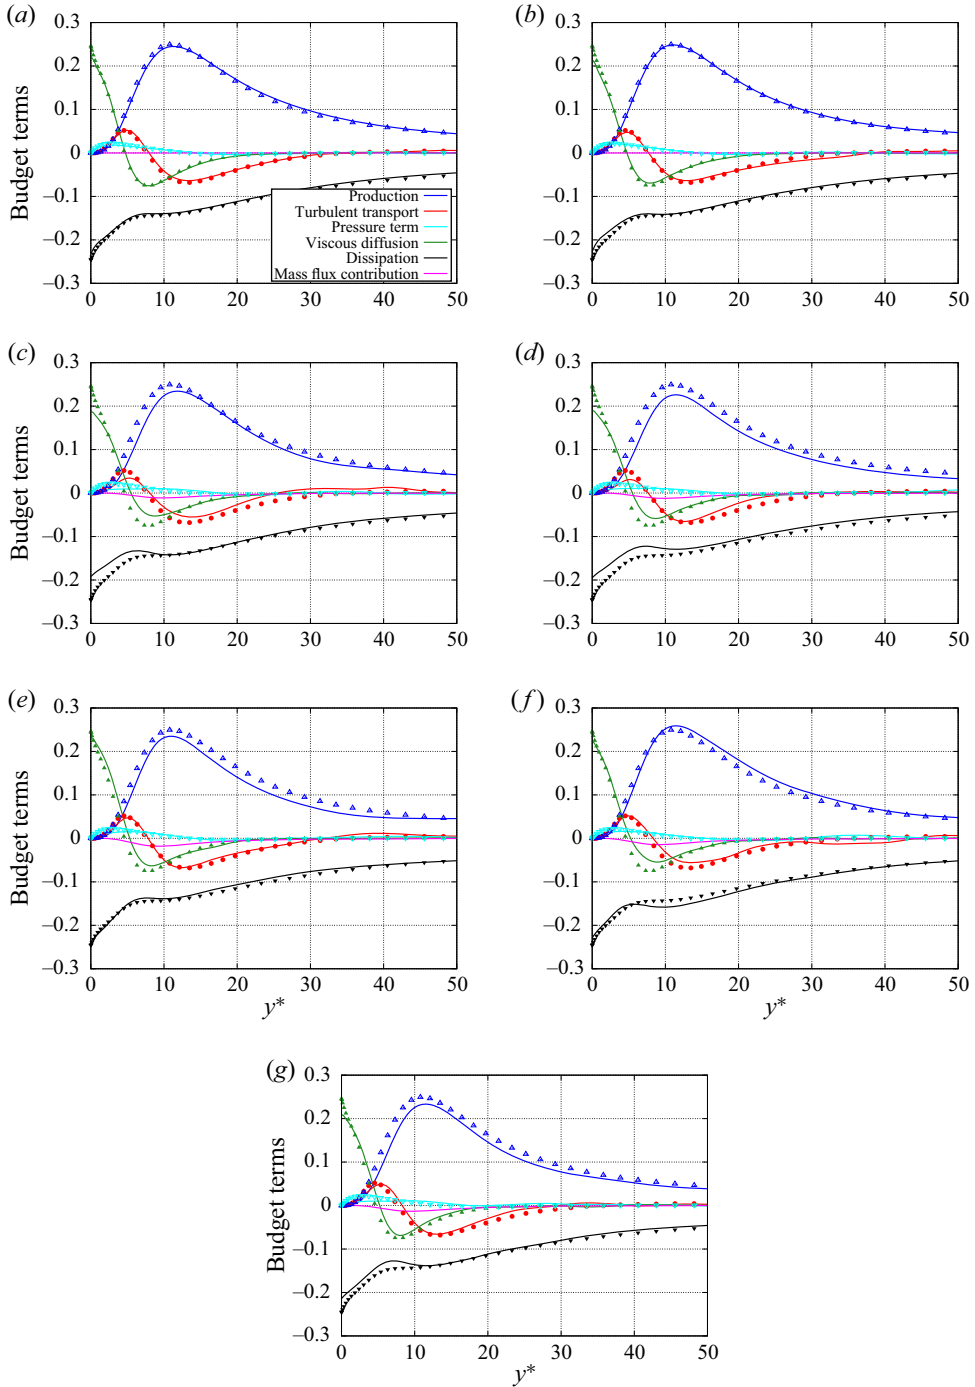 (a)
(b)
0.3
0.2
0.1
0
–0.1
–0.2
–0.3
Budget terms
Production
Turbulent transport
Pressure term
Viscous diffusion
Dissipation
Mass flux contribution
0 10 20 30 40 50
0.3
0.2
0.1
0
–0.1
–0.2
–0.3
0 10 20 30 40 50
(c)
(d)
0.3
0.2
0.1
0
–0.1
–0.2
–0.3
Budget terms
0 10 20 30 40 50
0.3
0.2
0.1
0
–0.1
–0.2
–0.3
0 10 20 30 40 50
(e)
(f)
0.3
0.2
0.1
0
–0.1
–0.2
–0.3
Budget terms
0 10 20 30 40 50
y*
0.3
0.2
0.1
0
–0.1
–0.2
–0.3
0 10 20 30 40 50
y*
(g)
0.3
0.2
0.1
0
–0.1
–0.2
–0.3
Budget terms
0 10 20 30 40 50
y*